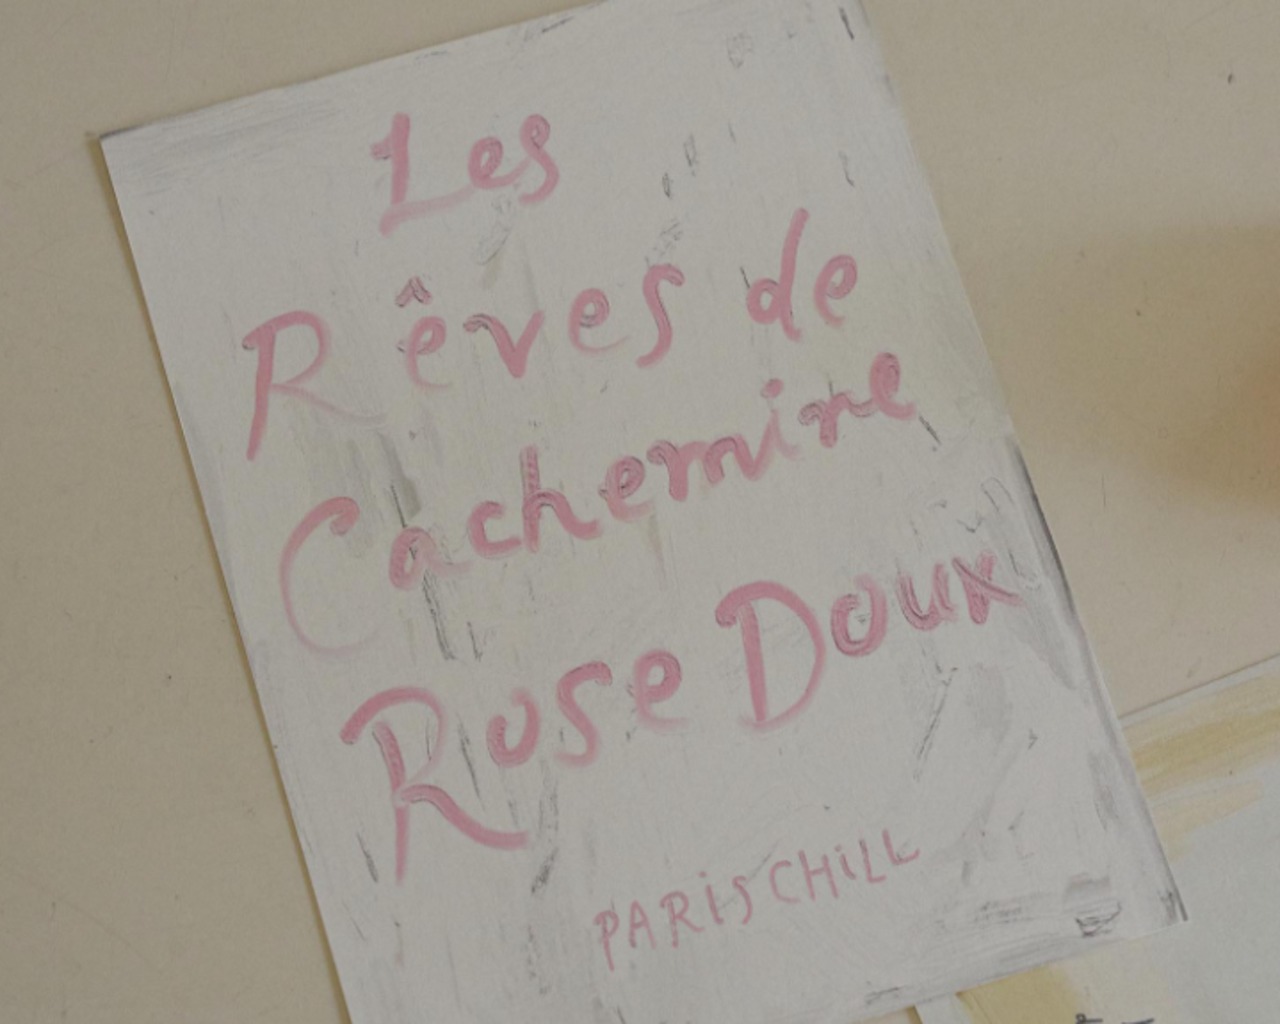 Les
Rêves de
Cachemire
Rose Doux
PARIS CHILL